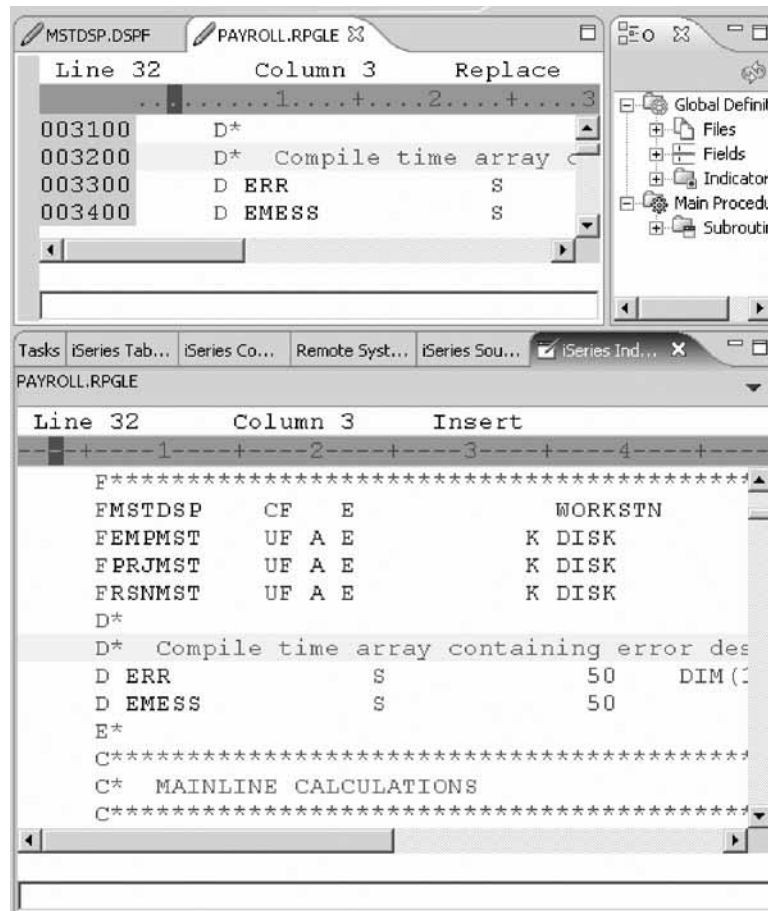 MSTDSP.DSPF PAYROLL.RPGLE
Line 32 Column 3 Replace
.........1....+....2....+....3
003100 D*
003200 D* Compile time array
003300 D ERR S
003400 D EMESS S
Global Definit
Files
Fields
Indicator
Main Procedu
Subroutin
Tasks iSeries Tab... iSeries Co... Remote Syst... iSeries Sou... iSeries Ind...
PAYROLL.RPGLE
Line 32 Column 3 Insert
----+----1----+----2----+----3----+----4----+----
F******************************************
FMSTDSP CF E WORKSTN
FEMPMST UF A E K DISK
FPRJMST UF A E K DISK
FRSNMST UF A E K DISK
D*
D* Compile time array containing error des
D ERR S 50 DIM(
D EMESS S 50
E*
C******************************************
C* MAINLINE CALCULATIONS
C******************************************